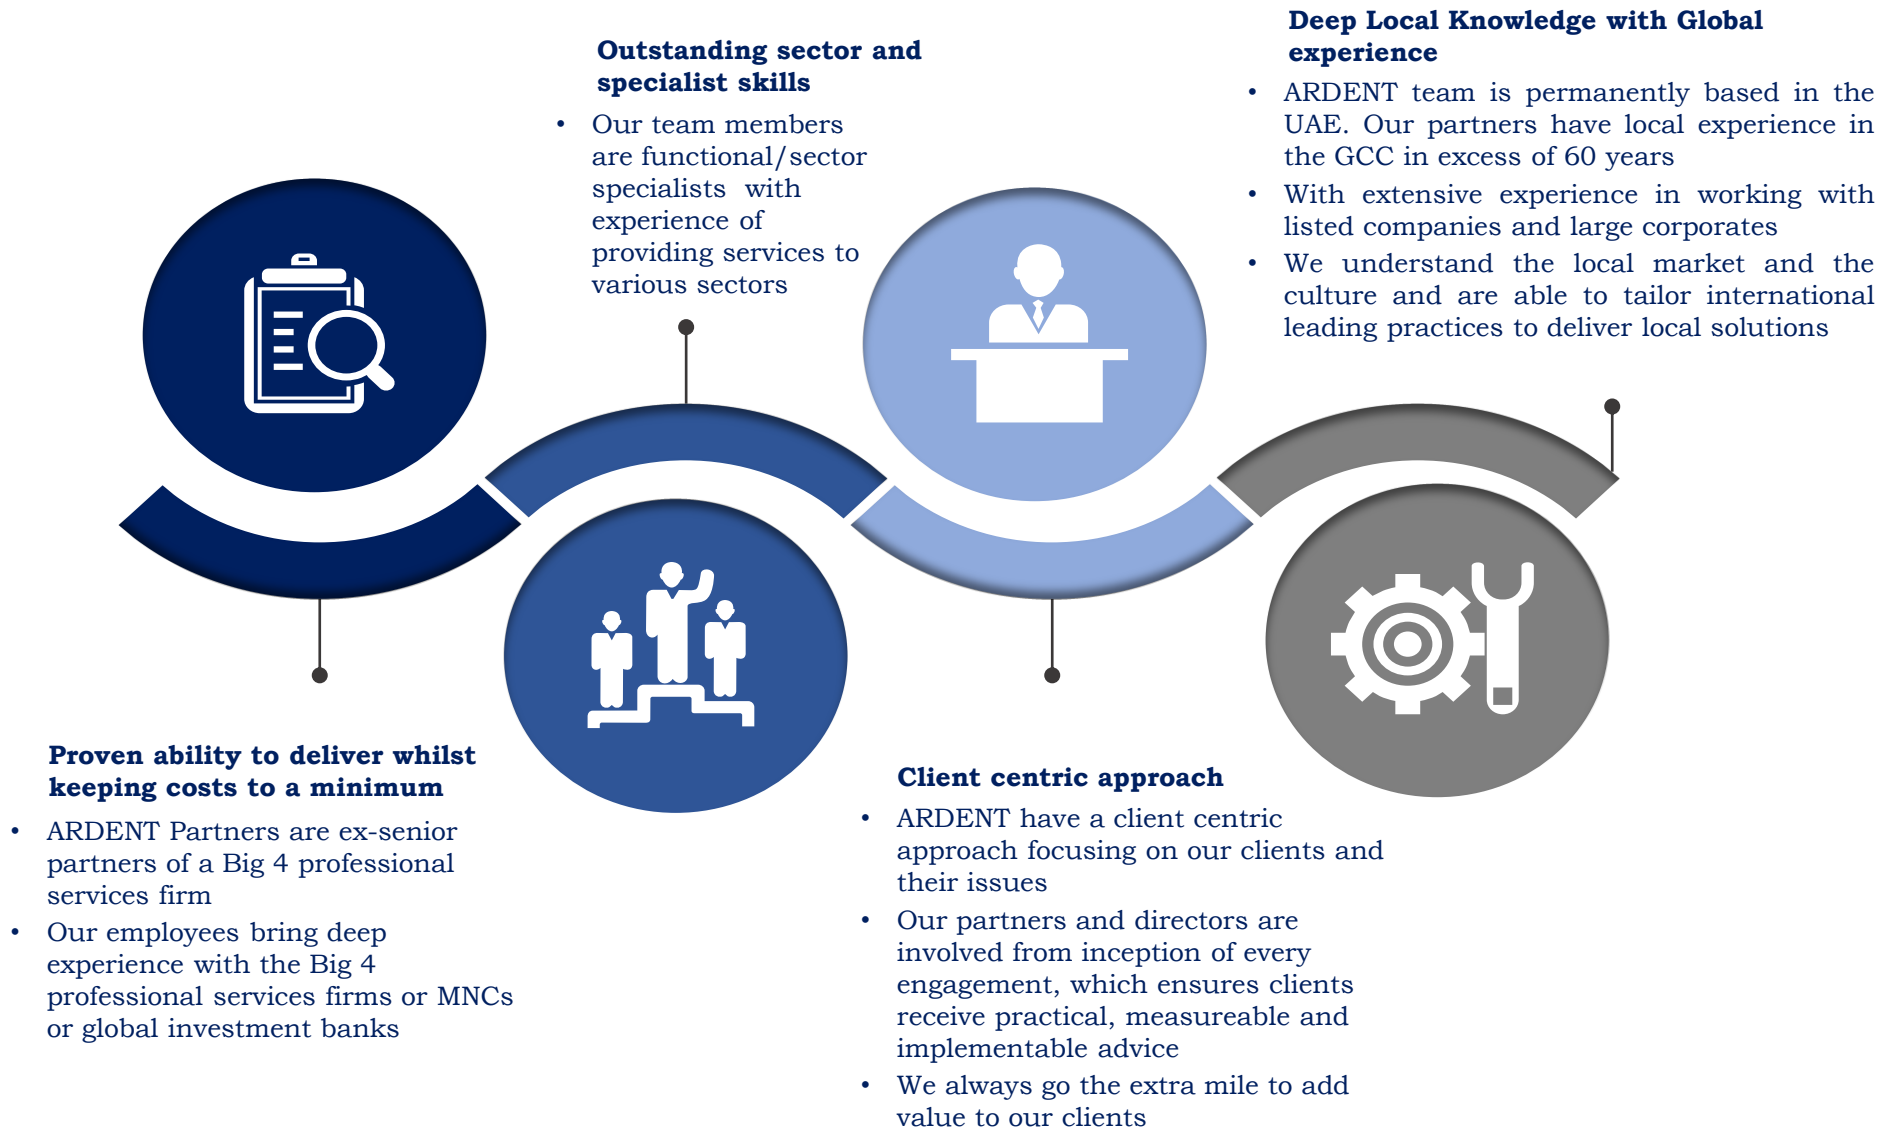 Proven ability to deliver whilst
keeping costs to a minimum
• ARDENT Partners are ex-senior
partners of a Big 4 professional
services firm
• Our employees bring deep
experience with the Big 4
professional services firms or MNCs
or global investment banks
Outstanding sector and
specialist skills
• Our team members
are functional/sector
specialists with
experience of
providing services to
various sectors
Client centric approach
• ARDENT have a client centric
approach focusing on our clients and
their issues
• Our partners and directors are
involved from inception of every
engagement, which ensures clients
receive practical, measureable and
implementable advice
• We always go the extra mile to add
value to our clients
Deep Local Knowledge with Global
experience
• ARDENT team is permanently based in the
UAE. Our partners have local experience in
the GCC in excess of 60 years
• With extensive experience in working with
listed companies and large corporates
• We understand the local market and the
culture and are able to tailor international
leading practices to deliver local solutions